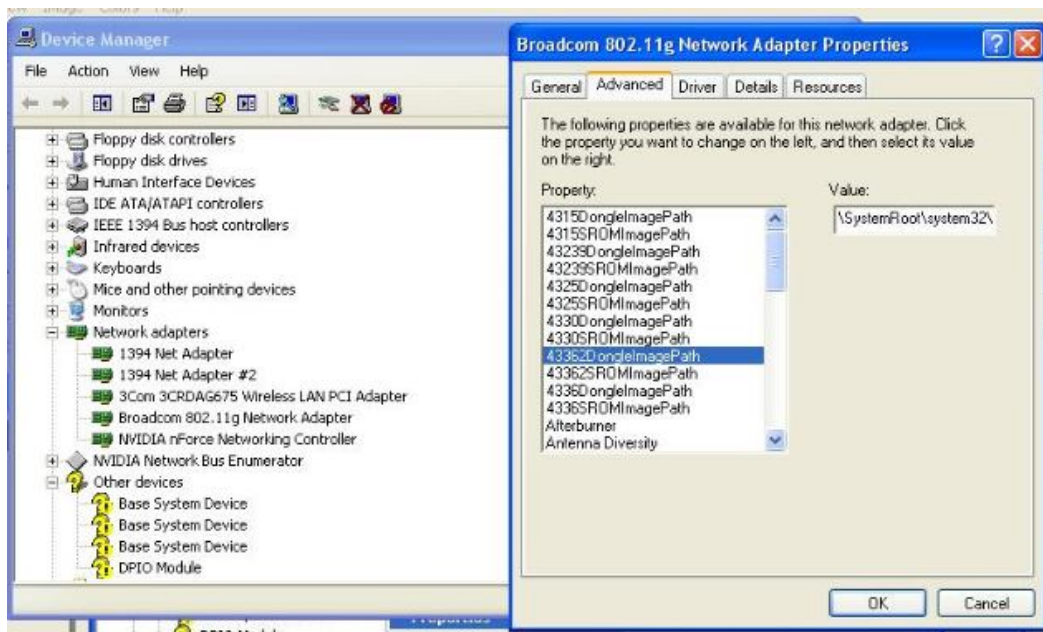 Device Manager
File Action View Help
Floppy disk controllers
Floppy disk drives
Human Interface Devices
IDE ATA/ATAPI controllers
IEEE 1394 Bus host controllers
Infrared devices
Keyboards
Mice and other pointing devices
Monitors
Network adapters
1394 Net Adapter
1394 Net Adapter #2
3Com 3CRDAG675 Wireless LAN PCI Adapter
Broadcom 802.11g Network Adapter
NVIDIA nForce Networking Controller
NVIDIA Network Bus Enumerator
Other devices
Base System Device
Base System Device
Base System Device
DPIO Module
Broadcom 802.11g Network Adapter Properties
General Advanced Driver Details Resources
The following properties are available for this network adapter. Click
the property you want to change on the left, and then select its value
on the right.
Property:
4315DongleImagePath
4315SROMImagePath
43239DongleImagePath
43239SROMImagePath
4325DongleImagePath
4325SROMImagePath
4330DongleImagePath
4330SROMImagePath
43362DongleImagePath
43362SROMImagePath
4336DongleImagePath
4336SROMImagePath
Afterburner
Antenna Diversity
Value:
\SystemRoot\system32\
OK Cancel